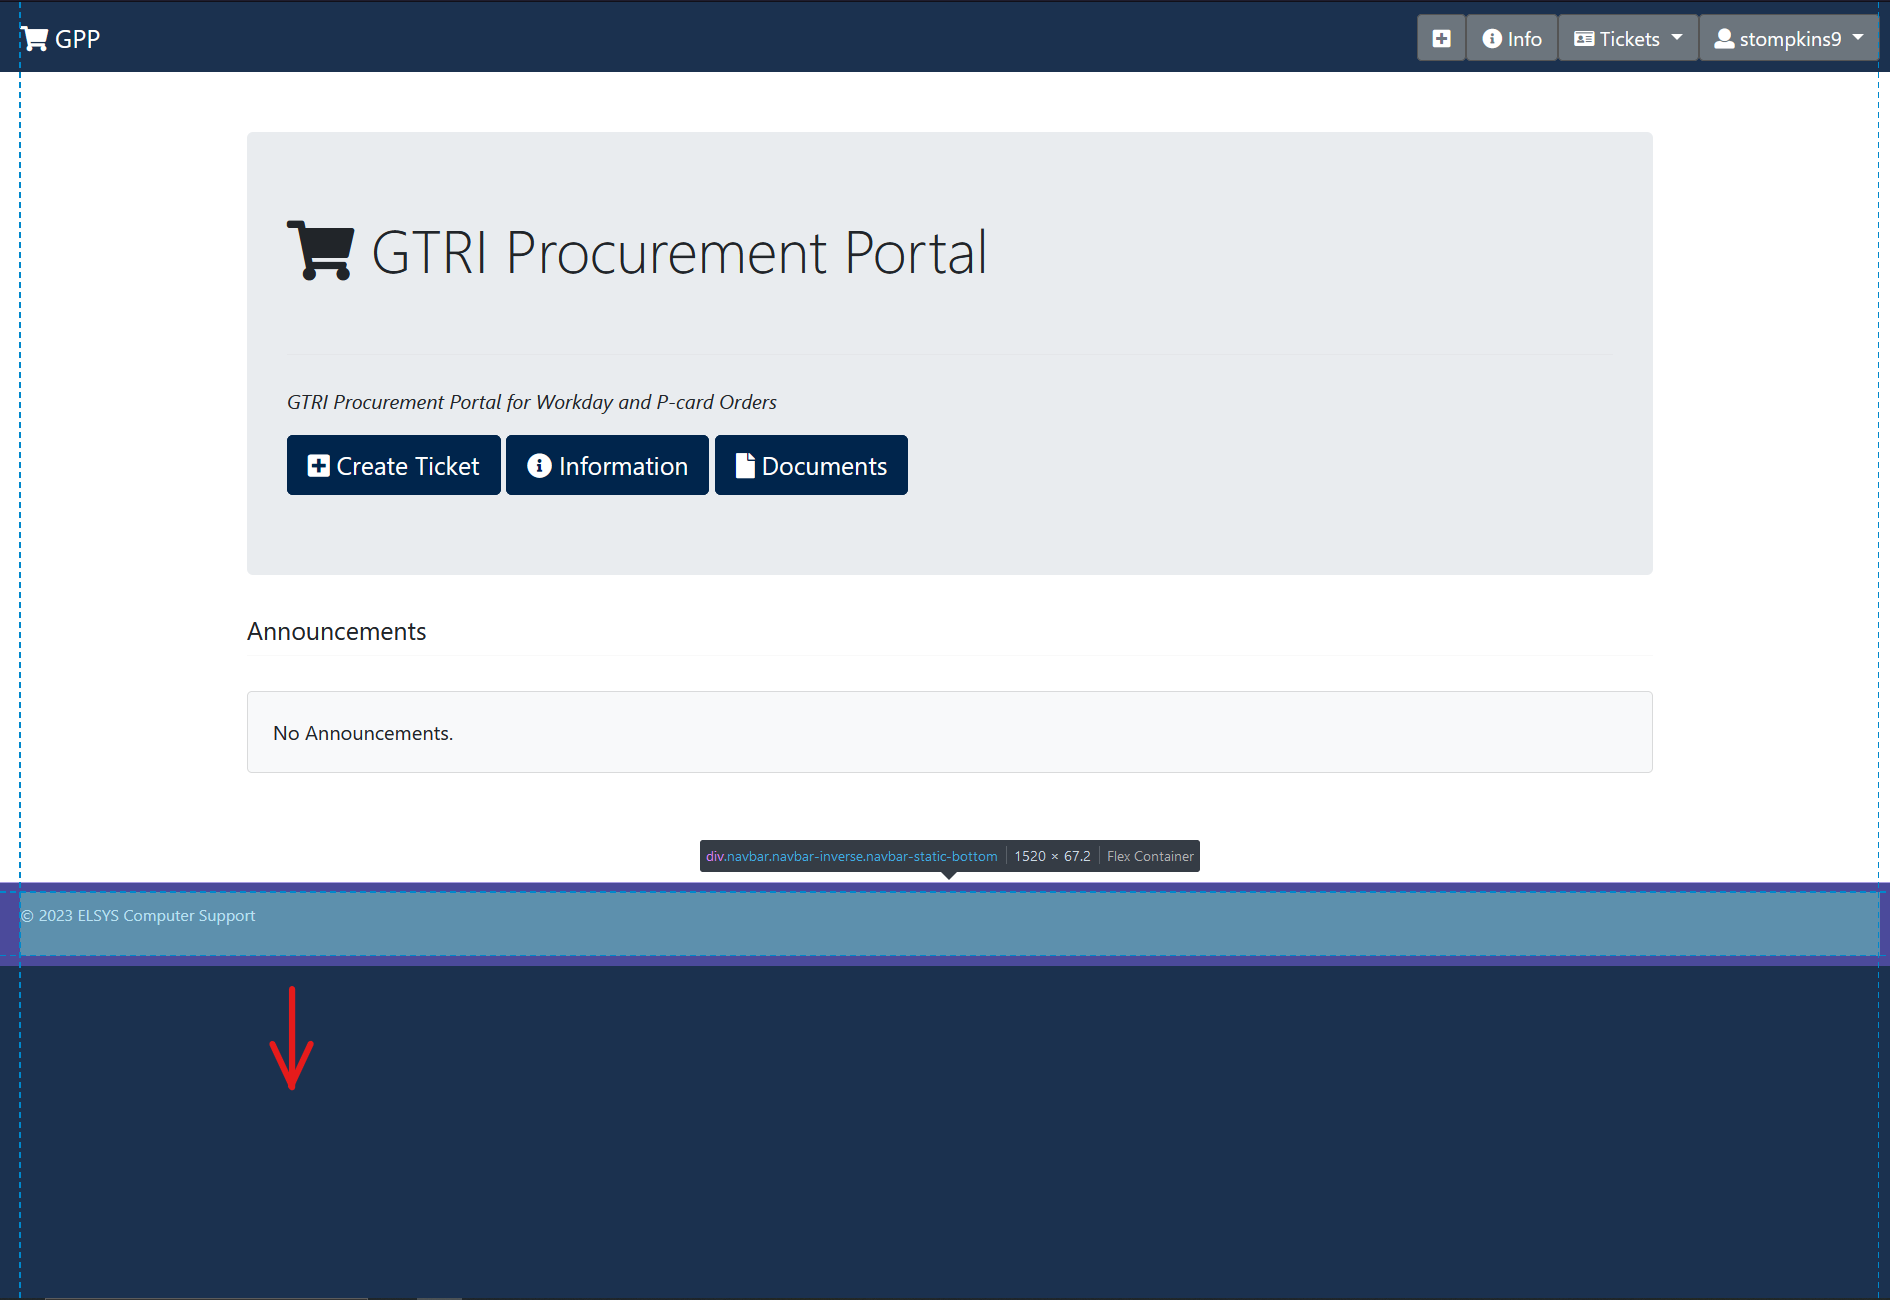 GPP
Info
Tickets
stompkins9
GTRI Procurement Portal
GTRI Procurement Portal for Workday and P-card Orders
Create Ticket
Information
Documents
Announcements
No Announcements.
div.navbar.navbar-inverse.navbar-static-bottom 1520 × 67.2 Flex Container
© 2023 ELSYS Computer Support